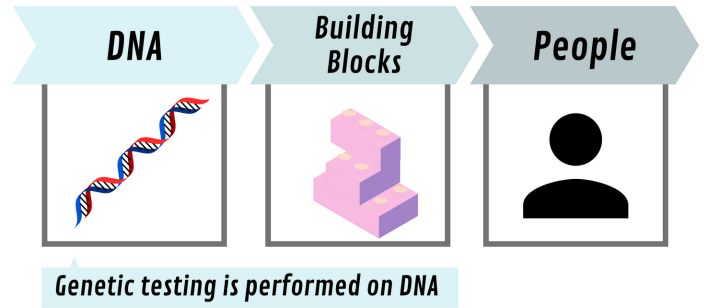 DNA
Building
Blocks
People
Genetic testing is performed on DNA